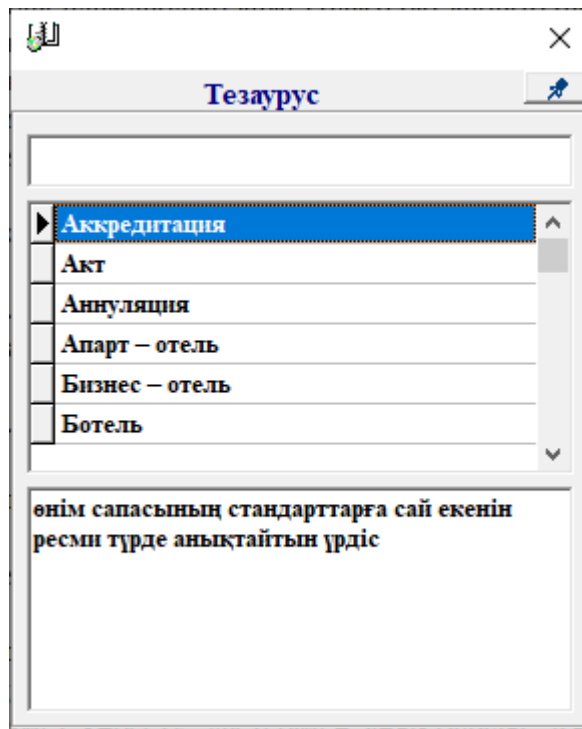 Тезаурус
Аккредитация
Акт
Аннуляция
Апарт – отель
Бизнес – отель
Ботель
өнім сапасының стандарттарға сай екенін
ресми түрде анықтайтын үрдіс